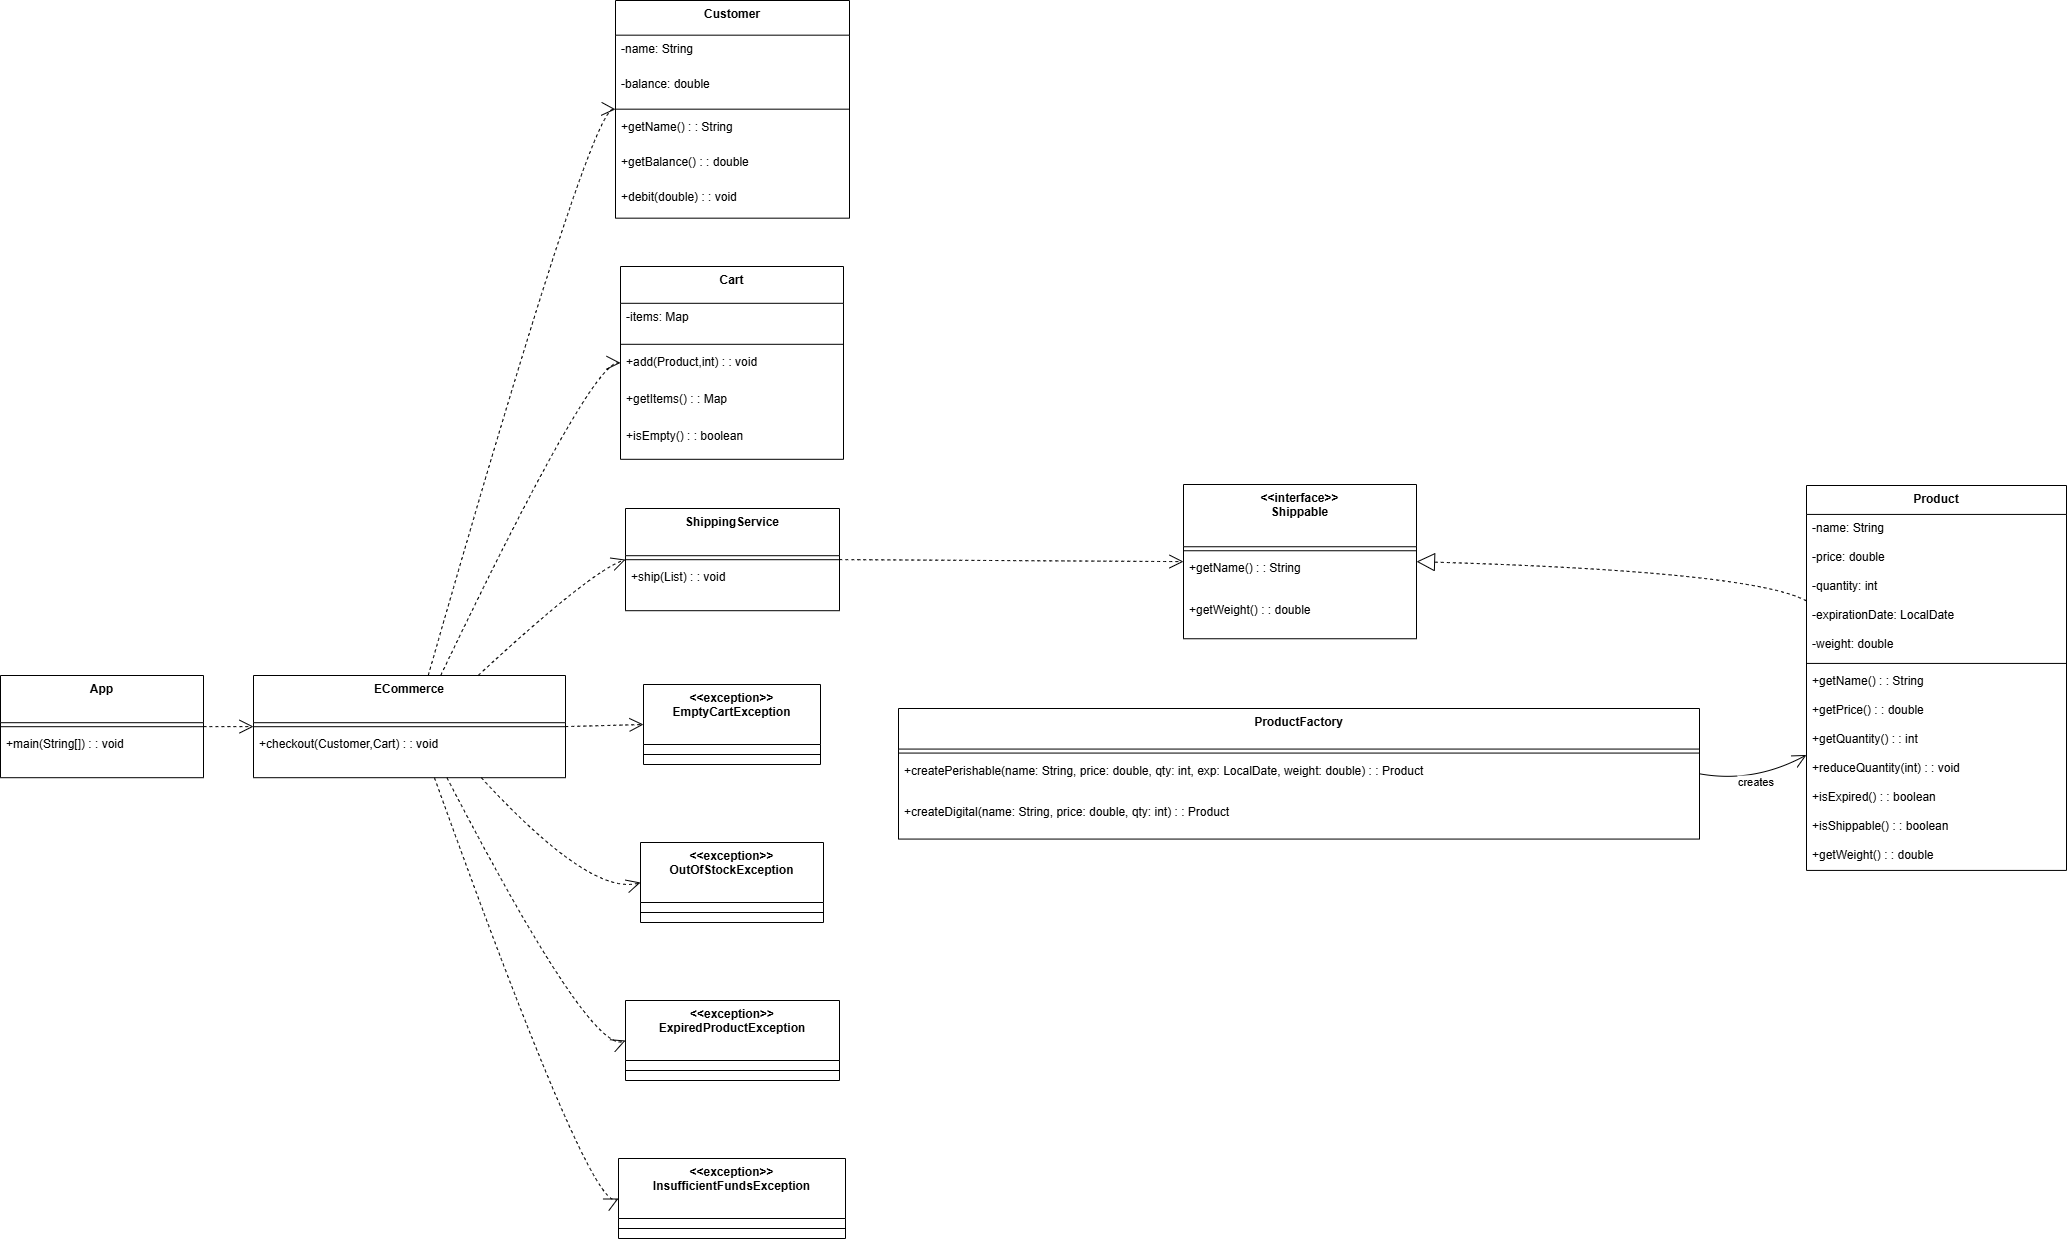 Customer
-name: String
-balance: double
+getName() : : String
+getBalance() : : double
+debit(double) : : void
Cart
-items: Map
+add(Product,int) : : void
+getItems() : : Map
+isEmpty() : : boolean
ShippingService
+ship(List) : : void
<<interface>>
Shippable
+getName() : : String
+getWeight() : : double
Product
-name: String
-price: double
-quantity: int
-expirationDate: LocalDate
-weight: double
+getName() : : String
+getPrice() : : double
+getQuantity() : : int
+reduceQuantity(int) : : void
+isExpired() : : boolean
+isShippable() : : boolean
+getWeight() : : double
App
+main(String[]) : : void
ECommerce
+checkout(Customer,Cart) : : void
<<exception>>
EmptyCartException
ProductFactory
+createPerishable(name: String, price: double, qty: int, exp: LocalDate, weight: double) : : Product
+createDigital(name: String, price: double, qty: int) : : Product
creates
<<exception>>
OutOfStockException
<<exception>>
ExpiredProductException
<<exception>>
InsufficientFundsException